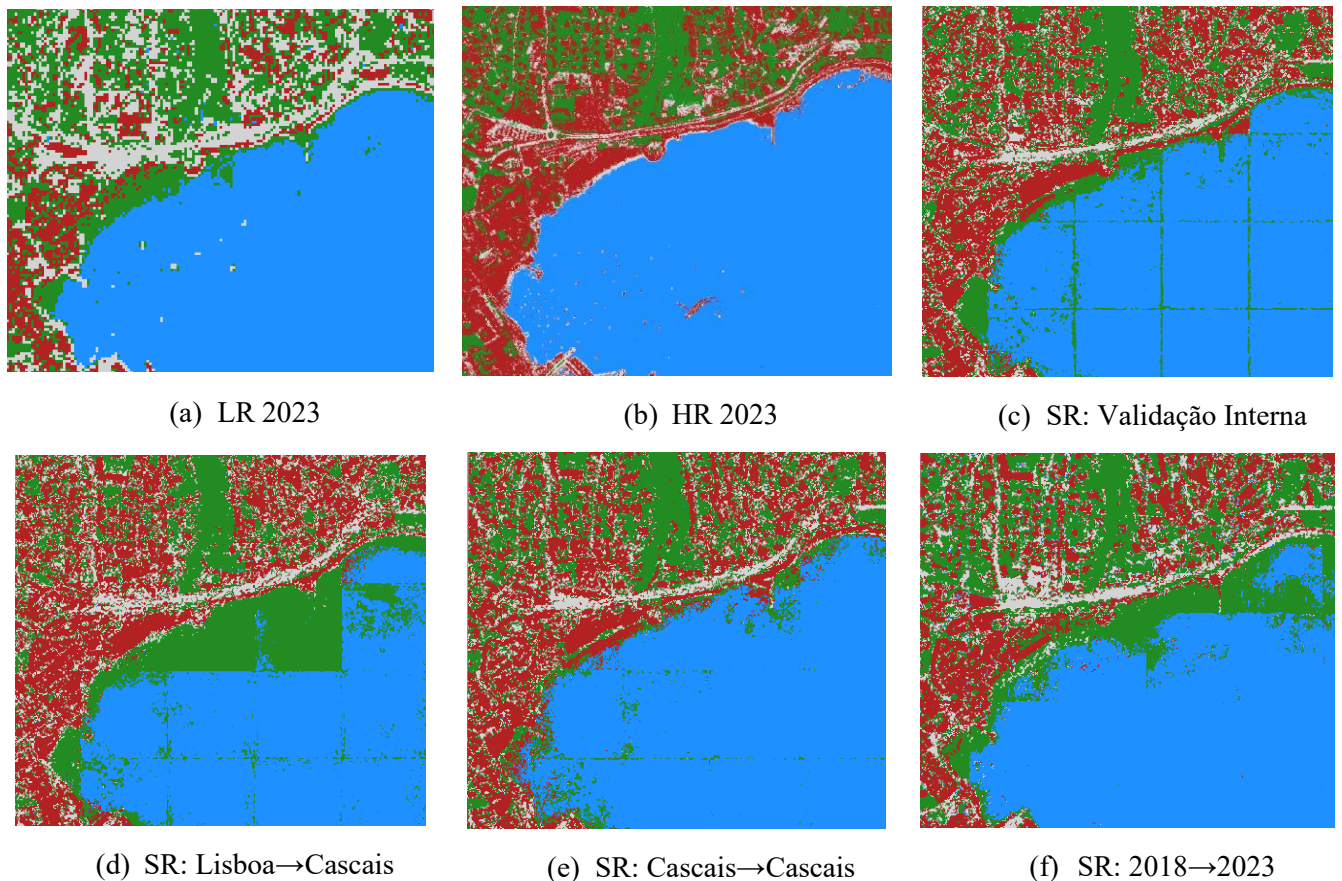 (a) LR 2023
(b) HR 2023
(c) SR: Validação Interna
(d) SR: Lisboa→Cascais
(e) SR: Cascais→Cascais
(f) SR: 2018→2023